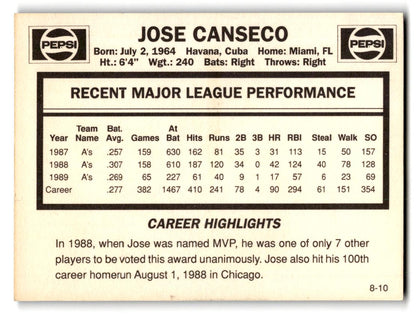 JOSE CANSECO
PEPSI
Born: July 2, 1964 Havana, Cuba Home: Miami, FL
PEPSI
Ht.: 6'4" Wgt.: 240 Bats: Right Throws: Right
RECENT MAJOR LEAGUE PERFORMANCE
Team Bat. At
Year Name Avg. Games Bat Hits Runs 2B 3B HR RBI Steal Walk SO
1987 A's .257 159 630 162 81 35 3 31 113 15 50 157
1988 A's .307 158 610 187 120 34 0 42 124 40 78 128
1989 A's .269 65 227 61 40 9 1 17 57 6 23 69
Career .277 382 1467 410 241 78 4 90 294 61 151 354
CAREER HIGHLIGHTS
In 1988, when Jose was named MVP, he was one of only 7 other
players to be voted this award unanimously. Jose also hit his 100th
career homerun August 1, 1988 in Chicago.
8-10